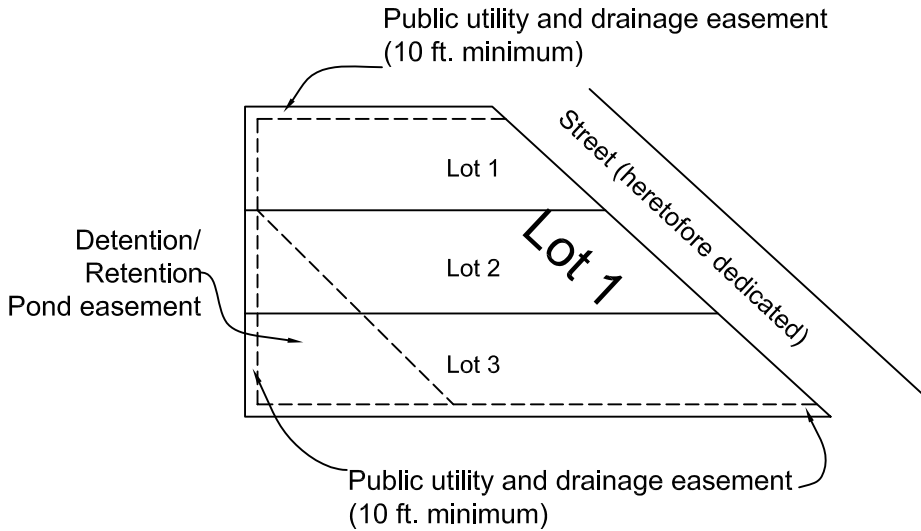 Public utility and drainage easement
(10 ft. minimum)
Street (heretofore dedicated)
Lot 1
Lot 1
Lot 2
Detention/
Retention
Pond easement
Lot 3
Public utility and drainage easement
(10 ft. minimum)